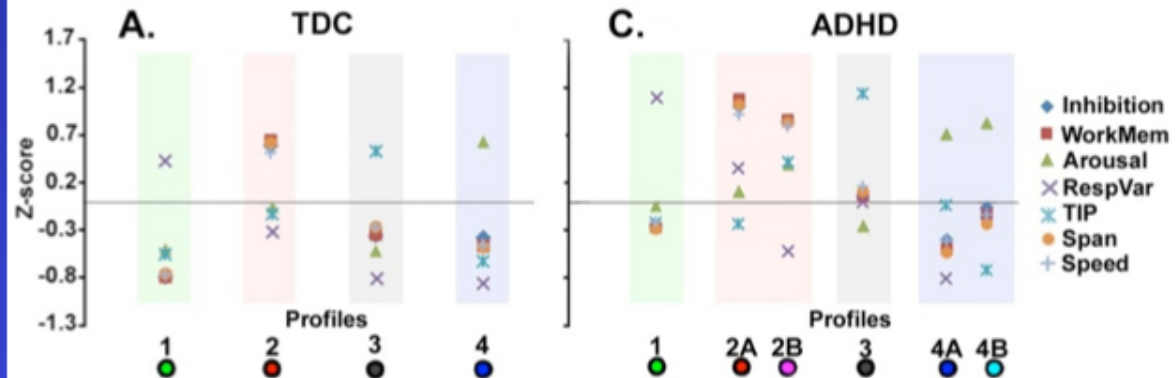 A.
TDC
C.
ADHD
Z-score
1.7
1.2
0.7
0.2
-0.3
-0.8
-1.3
Inhibition
WorkMem
Arousal
RespVar
TIP
Span
Speed
Profiles
1
2
3
4
Profiles
1
2A
2B
3
4A
4B